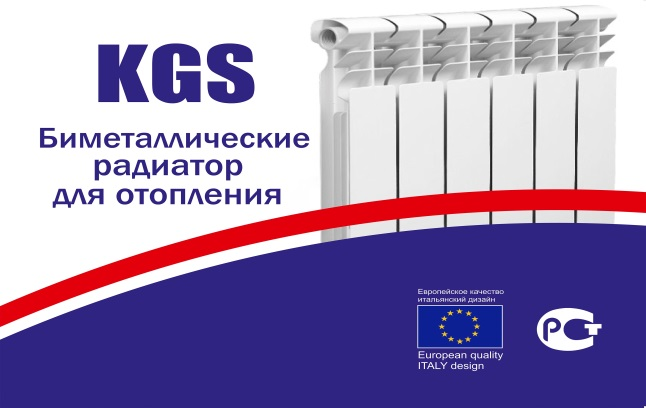 KGS
Биметаллические
радиатор
для отопления
Европейское качество
итальянский дизайн
European quality
ITALY design
РСТ